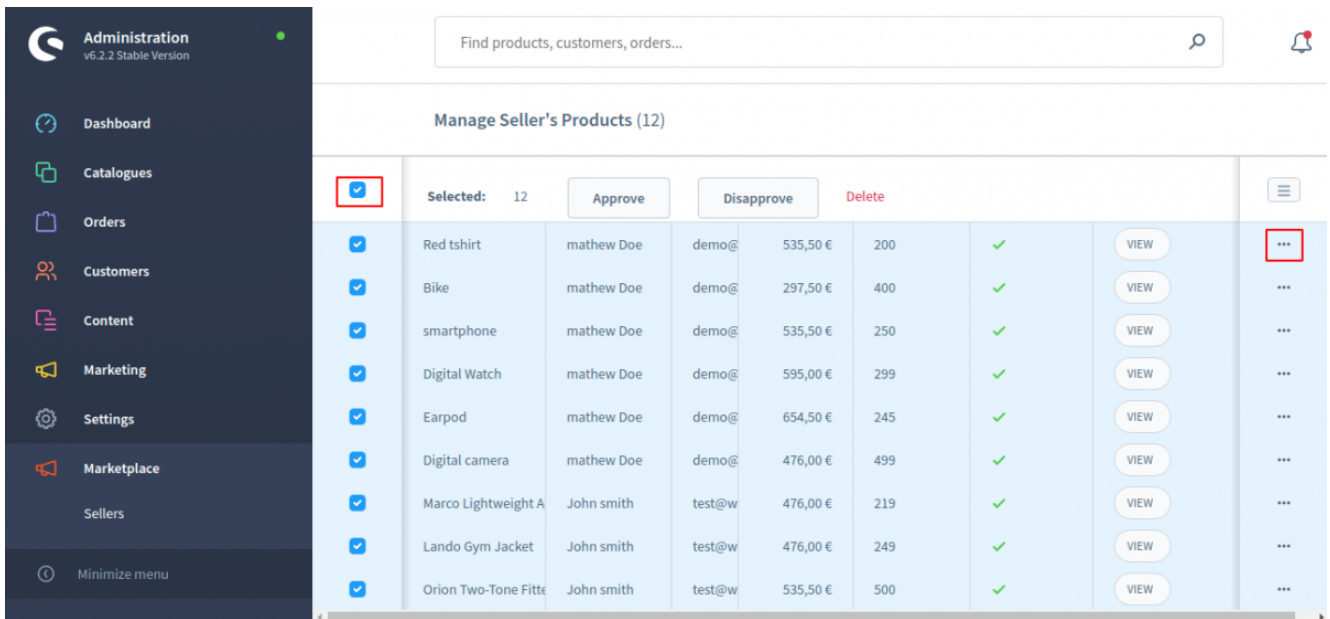 Administration
v6.2.2 Stable Version
Find products, customers, orders...
Dashboard
Catalogues
Orders
Customers
Content
Marketing
Settings
Marketplace
Sellers
Minimize menu
Manage Seller's Products (12)
Selected: 12 Approve Disapprove Delete
Red tshirt mathew Doe demo@ 535,50 € 200 VIEW ...
Bike mathew Doe demo@ 297,50 € 400 VIEW ...
smartphone mathew Doe demo@ 535,50 € 250 VIEW ...
Digital Watch mathew Doe demo@ 595,00 € 299 VIEW ...
Earpod mathew Doe demo@ 654,50 € 245 VIEW ...
Digital camera mathew Doe demo@ 476,00 € 499 VIEW ...
Marco Lightweight A John smith test@w 476,00 € 219 VIEW ...
Lando Gym Jacket John smith test@w 476,00 € 249 VIEW ...
Orion Two-Tone Fitte John smith test@w 535,50 € 500 VIEW ...